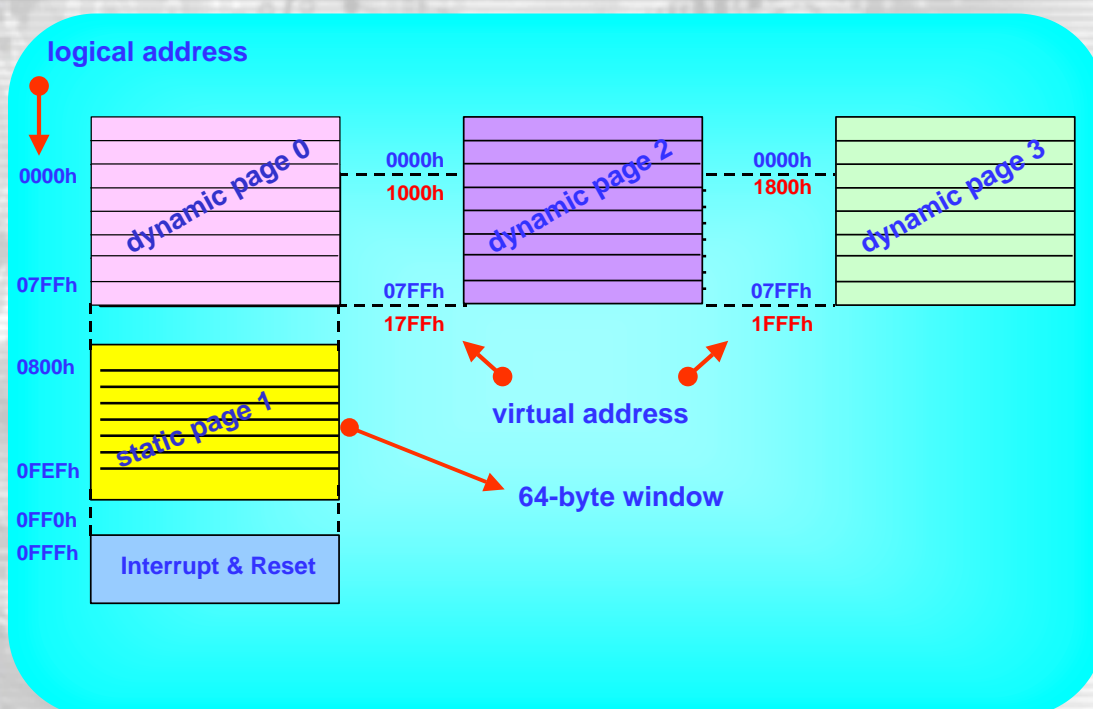 logical address
dynamic page 0
dynamic page 2
dynamic page 3
0000h
0000h
1000h
0000h
1800h
07FFh
07FFh
17FFh
07FFh
1FFFh
0800h
static page 1
virtual address
0FEFh
64-byte window
0FF0h
0FFFh
Interrupt & Reset